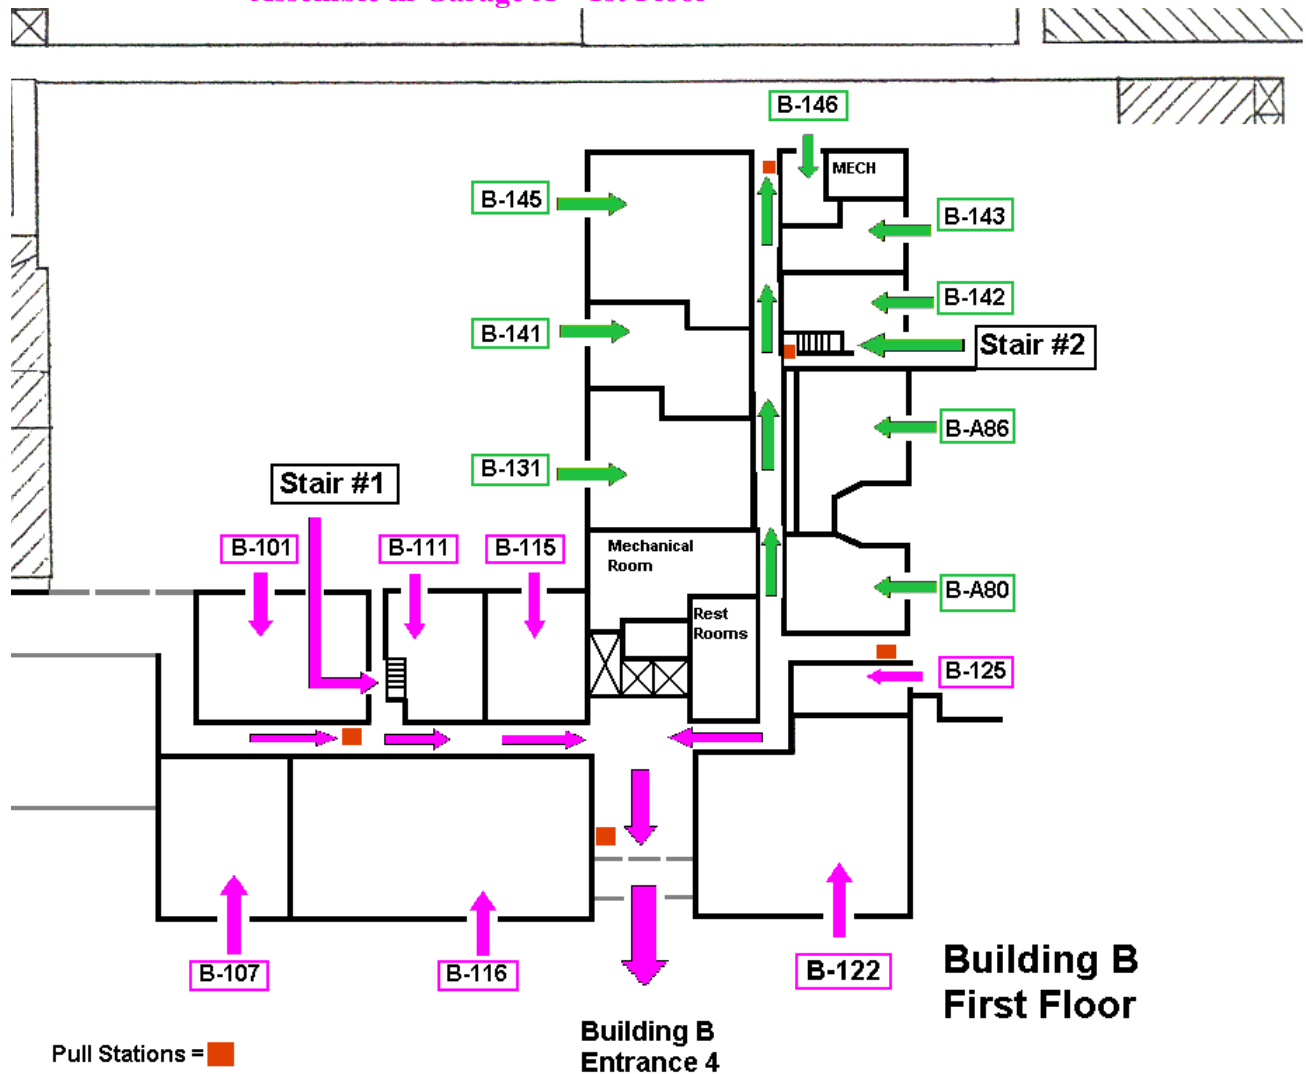 B-146
MECH
B-145
B-143
B-142
B-141
Stair #2
B-A86
B-131
Stair #1
B-101
B-111
B-115
Mechanical
Room
B-A80
Rest
Rooms
B-125
B-107
B-116
B-122
Building B
First Floor
Building B
Entrance 4
Pull Stations =